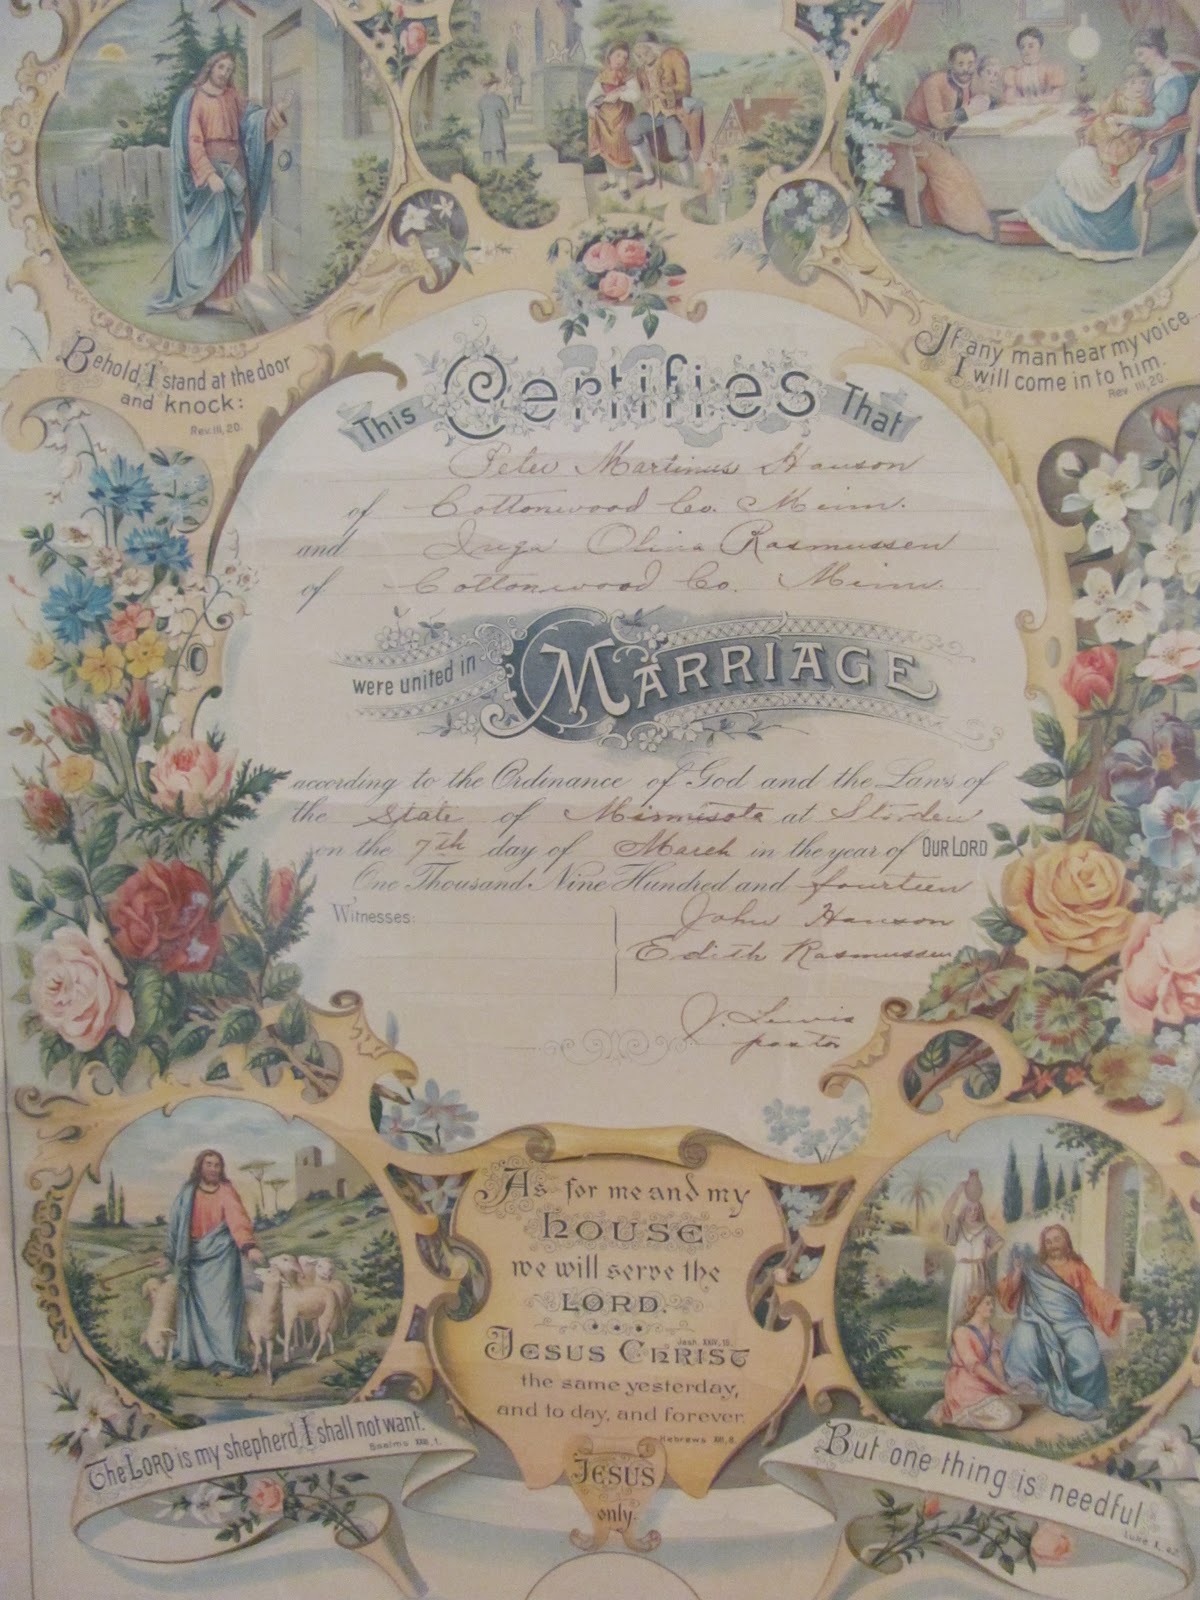 Behold, I stand at the door
and knock:
Rev. III, 20.
If any man hear my voice
I will come in to him.
Rev. III, 20.
This Certifies That
Peter Martinus Hanson
of Cottonwood Co. Minn.
and Inga Olivia Rasmussen
of Cottonwood Co. Minn.
were united in MARRIAGE
according to the Ordinance of God and the Laws of
the State of Minnisota at Storden
on the 7th day of March in the year of OUR LORD
One Thousand Nine Hundred and fourteen
Witnesses:
John Hanson
Edith Rasmussen
J. Lewis
pastor
As for me and my
HOUSE
we will serve the
LORD.
Josh. XXIV, 15.
JESUS CHRIST
the same yesterday,
and to day, and forever.
Hebrews XIII, 8.
JESUS
only.
The LORD is my shepherd, I shall not want.
Psalms XXIII, 1.
But one thing is needful
Luke X, 42